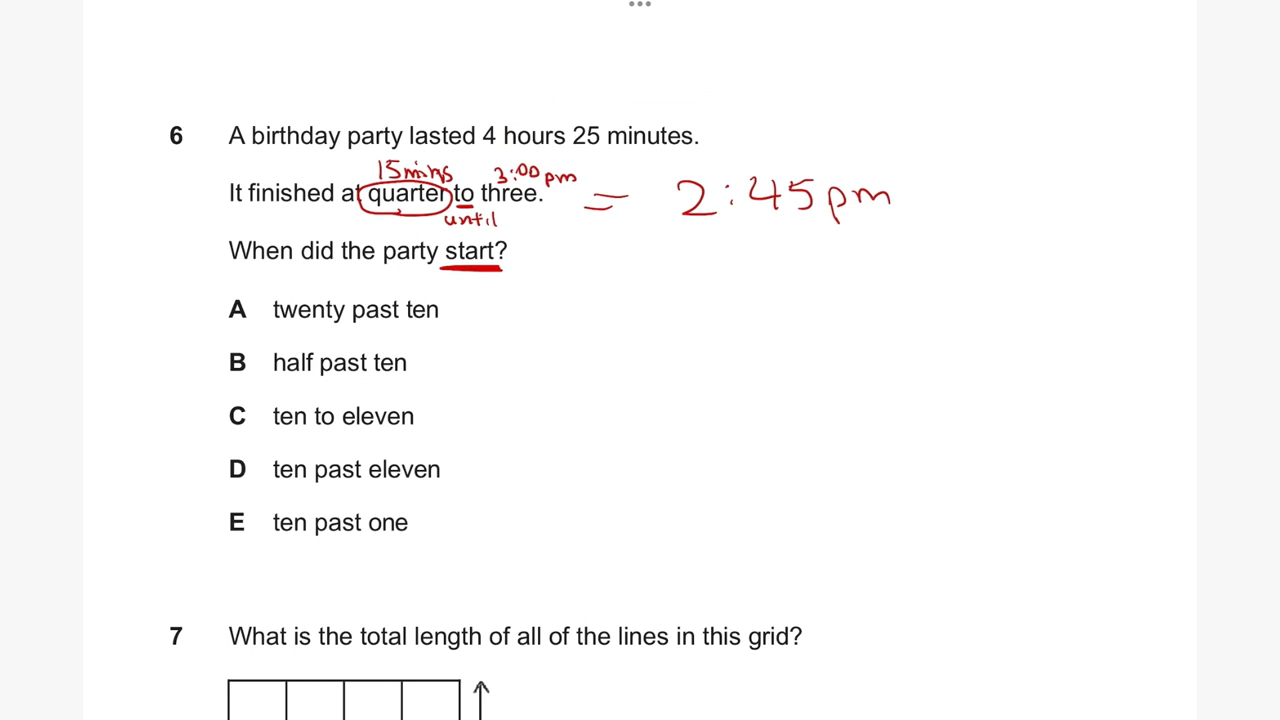 6 A birthday party lasted 4 hours 25 minutes.
15mins 3:00pm
It finished at quarter to three. = 2:45pm
until
When did the party start?
A twenty past ten
B half past ten
C ten to eleven
D ten past eleven
E ten past one
7 What is the total length of all of the lines in this grid?